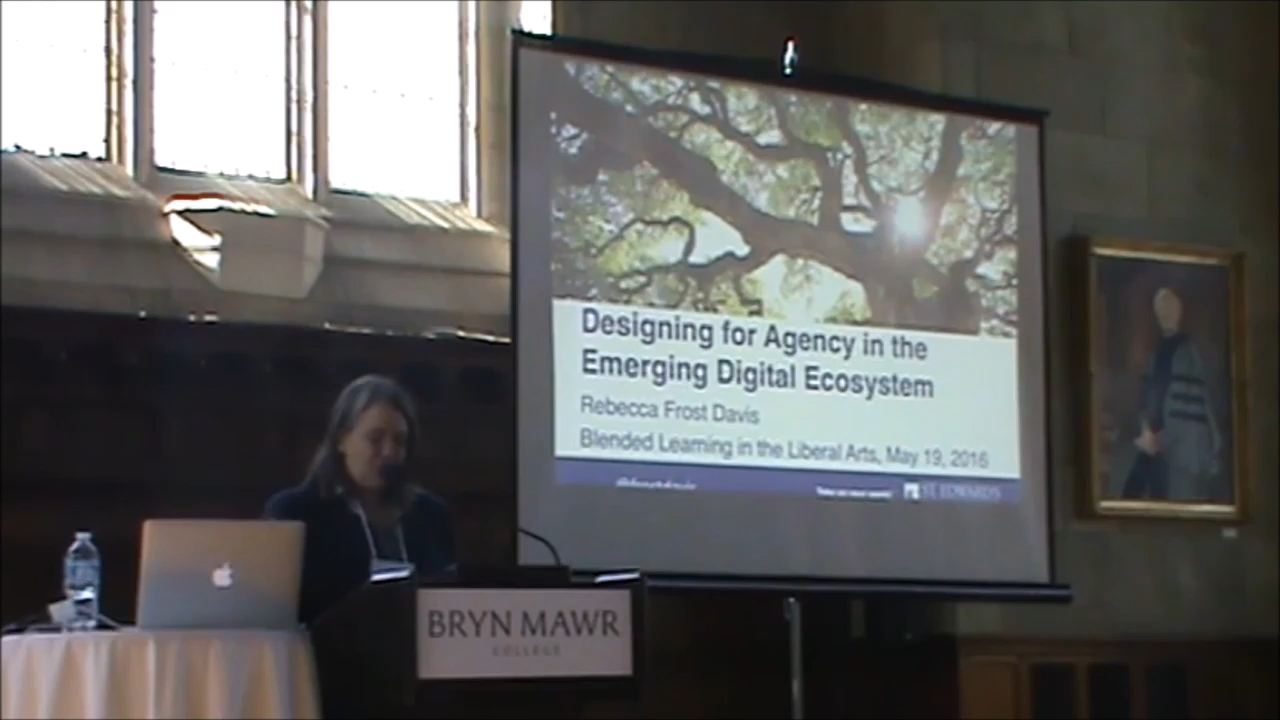 Designing for Agency in the
Emerging Digital Ecosystem
Rebecca Frost Davis
Blended Learning in the Liberal Arts, May 19, 2016
ST. EDWARD'S
BRYN MAWR
COLLEGE